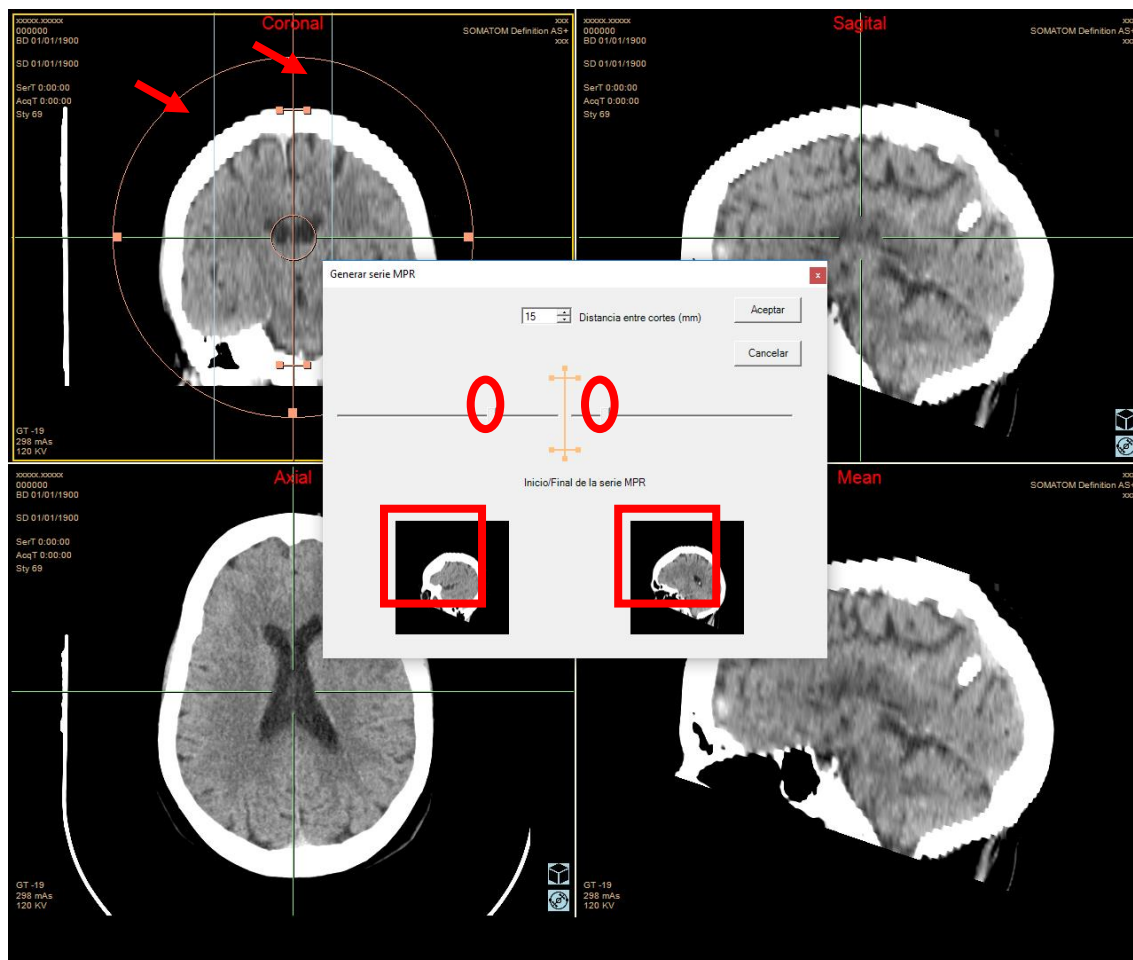 Coronal
xxxxx.xxxxx
000000
BD 01/01/1900
SD 01/01/1900
SerT 0:00:00
AcqT 0:00:00
Sty 69
xxx
SOMATOM Definition AS+
xxx
GT -19
298 mAs
120 KV
Sagital
xxxxx.xxxxx
000000
BD 01/01/1900
SD 01/01/1900
SerT 0:00:00
AcqT 0:00:00
Sty 69
SOMATOM Definition AS+
Generar serie MPR
x
15 Distancia entre cortes (mm)
Aceptar
Cancelar
Inicio/Final de la serie MPR
Axial
xxxxx.xxxxx
000000
BD 01/01/1900
SD 01/01/1900
SerT 0:00:00
AcqT 0:00:00
Sty 69
GT -19
298 mAs
120 KV
Mean
SOMATOM Definition AS+
GT -19
298 mAs
120 KV